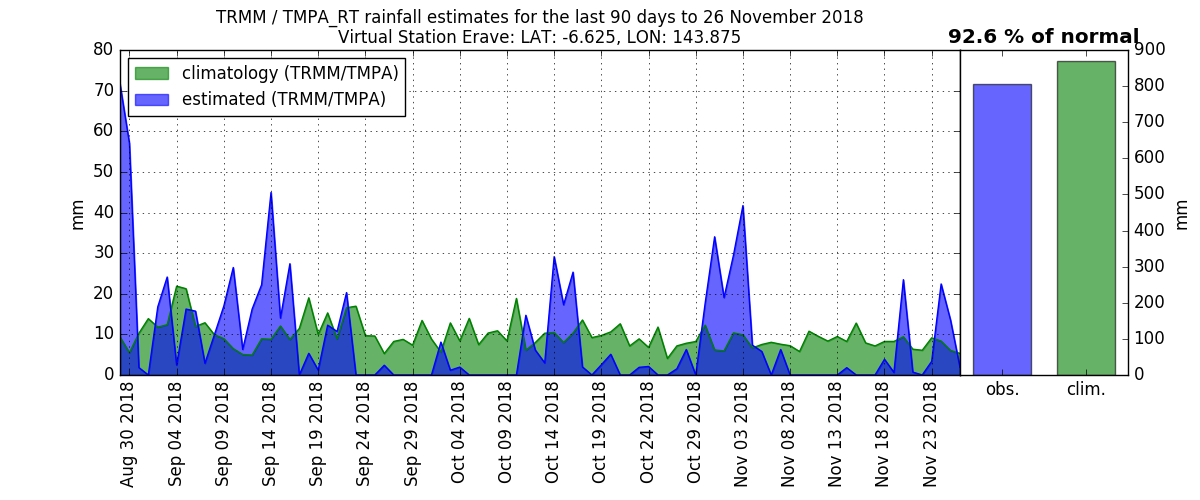 TRMM / TMPA_RT rainfall estimates for the last 90 days to 26 November 2018
Virtual Station Erave: LAT: -6.625, LON: 143.875
92.6 % of normal
climatology (TRMM/TMPA)
estimated (TRMM/TMPA)
mm
80
70
60
50
40
30
20
10
0
Aug 30 2018
Sep 04 2018
Sep 09 2018
Sep 14 2018
Sep 19 2018
Sep 24 2018
Sep 29 2018
Oct 04 2018
Oct 09 2018
Oct 14 2018
Oct 19 2018
Oct 24 2018
Oct 29 2018
Nov 03 2018
Nov 08 2018
Nov 13 2018
Nov 18 2018
Nov 23 2018
obs.
clim.
900
800
700
600
500
400
300
200
100
0
mm